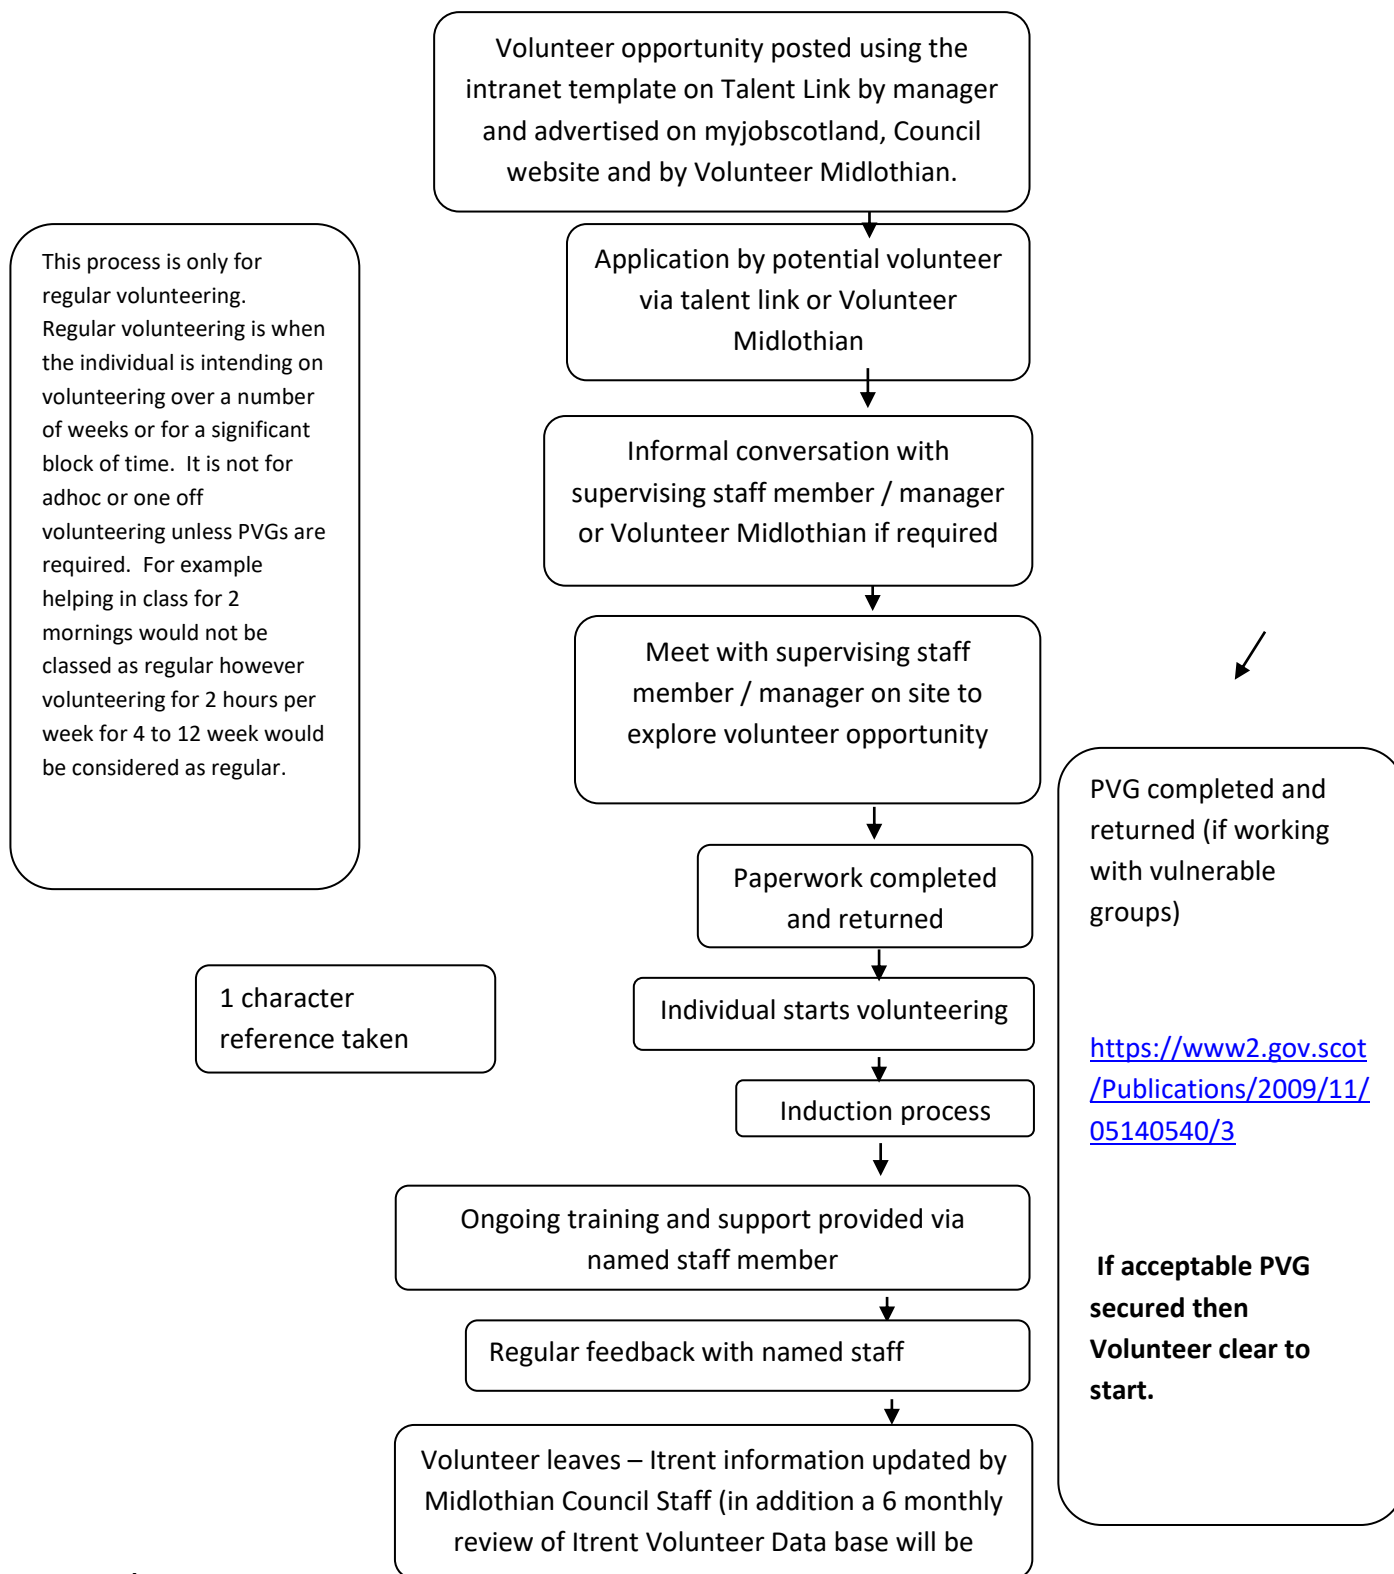 Volunteer opportunity posted using the
intranet template on Talent Link by manager
and advertised on myjobscotland, Council
website and by Volunteer Midlothian.
This process is only for
regular volunteering.
Regular volunteering is when
the individual is intending on
volunteering over a number
of weeks or for a significant
block of time.  It is not for
adhoc or one off
volunteering unless PVGs are
required.  For example
helping in class for 2
mornings would not be
classed as regular however
volunteering for 2 hours per
week for 4 to 12 week would
be considered as regular.
Application by potential volunteer
via talent link or Volunteer
Midlothian
Informal conversation with
supervising staff member / manager
or Volunteer Midlothian if required
Meet with supervising staff
member / manager on site to
explore volunteer opportunity
PVG completed and
returned (if working
with vulnerable
groups)
https://www2.gov.scot
/Publications/2009/11/
05140540/3
If acceptable PVG
secured then
Volunteer clear to
start.
Paperwork completed
and returned
1 character
reference taken
Individual starts volunteering
Induction process
Ongoing training and support provided via
named staff member
Regular feedback with named staff
Volunteer leaves – Itrent information updated by
Midlothian Council Staff (in addition a 6 monthly
review of Itrent Volunteer Data base will be